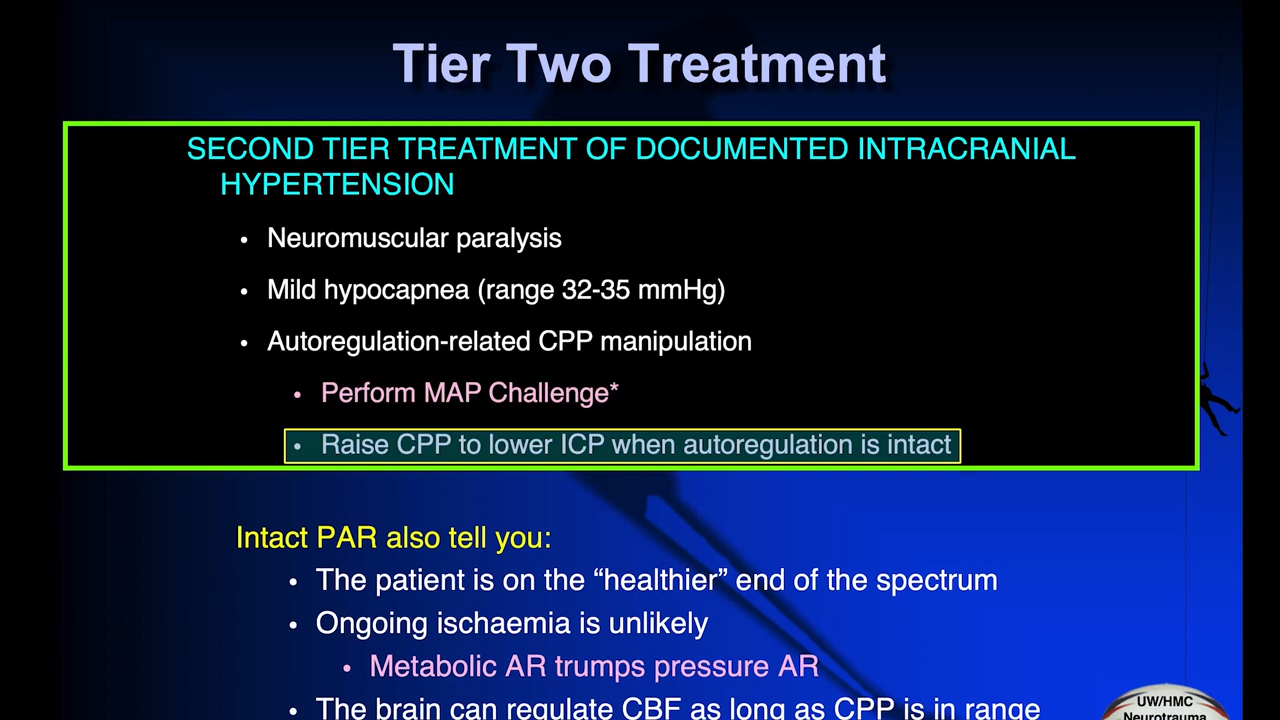 Tier Two Treatment
SECOND TIER TREATMENT OF DOCUMENTED INTRACRANIAL
HYPERTENSION
• Neuromuscular paralysis
• Mild hypocapnea (range 32-35 mmHg)
• Autoregulation-related CPP manipulation
• Perform MAP Challenge*
• Raise CPP to lower ICP when autoregulation is intact
Intact PAR also tell you:
• The patient is on the “healthier” end of the spectrum
• Ongoing ischaemia is unlikely
• Metabolic AR trumps pressure AR
• The brain can regulate CBF as long as CPP is in range
UW/HMC
Neurotrauma